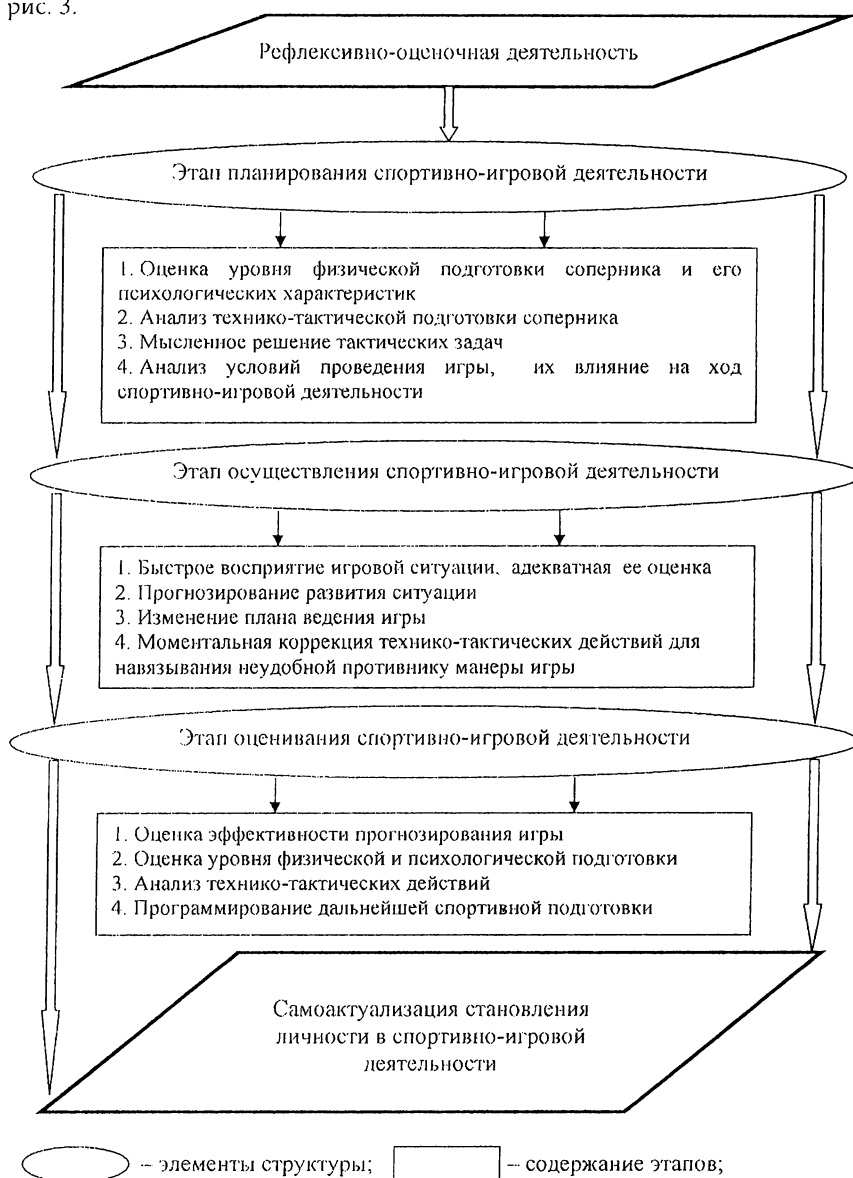 рис. 3.
Рефлексивно-оценочная деятельность
Этап планирования спортивно-игровой деятельности
1. Оценка уровня физической подготовки соперника и его
психологических характеристик
2. Анализ технико-тактической подготовки соперника
3. Мысленное решение тактических задач
4. Анализ условий проведения игры, их влияние на ход
спортивно-игровой деятельности
Этап осуществления спортивно-игровой деятельности
1. Быстрое восприятие игровой ситуации, адекватная ее оценка
2. Прогнозирование развития ситуации
3. Изменение плана ведения игры
4. Моментальная коррекция технико-тактических действий для
навязывания неудобной противнику манеры игры
Этап оценивания спортивно-игровой деятельности
1. Оценка эффективности прогнозирования игры
2. Оценка уровня физической и психологической подготовки
3. Анализ технико-тактических действий
4. Программирование дальнейшей спортивной подготовки
Самоактуализация становления
личности в спортивно-игровой
деятельности
– элементы структуры; – содержание этапов;